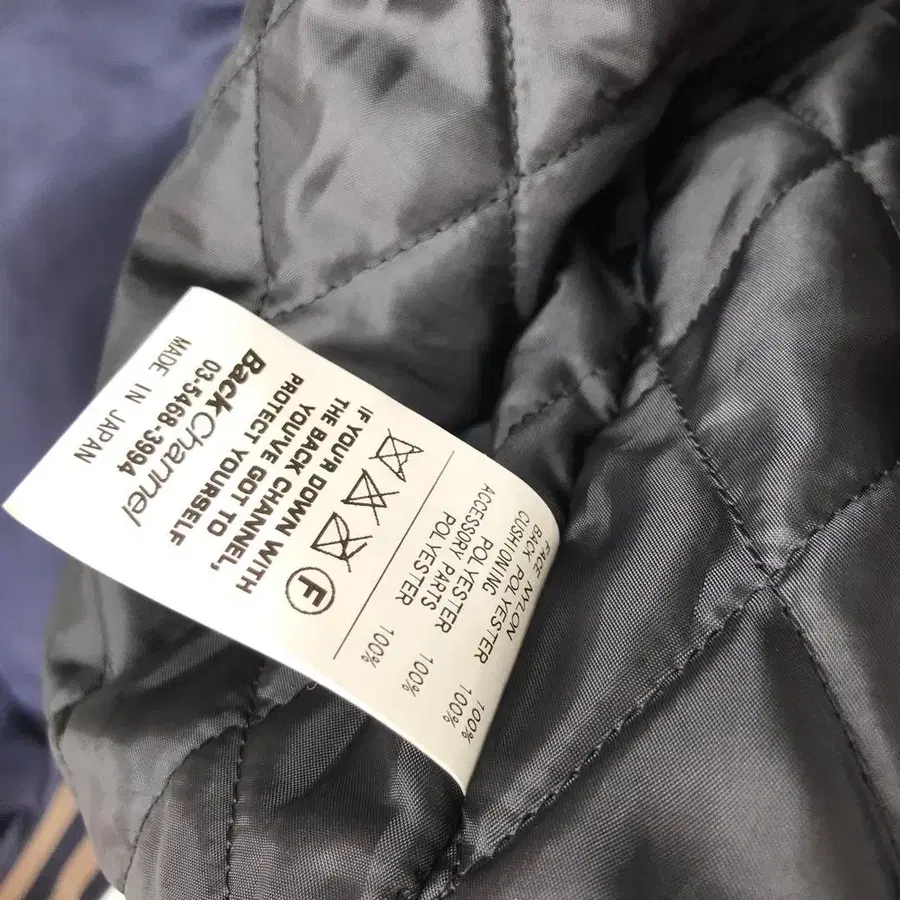 FACE NYLON 100%
BACK POLYESTER 100%
CUSHIONING
POLYESTER 100%
ACCESSORY PARTS
POLYESTER 100%
F
IF YOU'R DOWN WITH
THE BACK CHANNEL,
YOU'VE GOT TO
PROTECT YOURSELF
BackChannel
03-5468-3994
MADE IN JAPAN